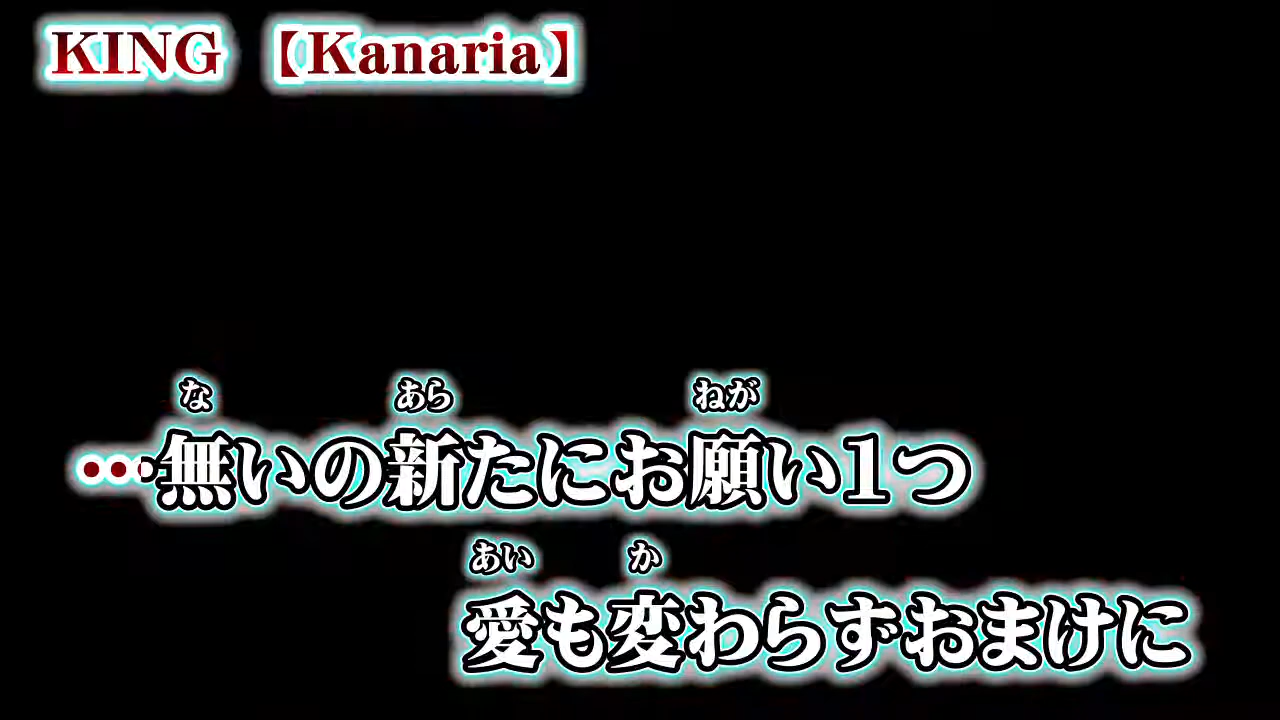 KING 【Kanaria】
な あら ねが
…無いの新たにお願い1つ
あい か
愛も変わらずおまけに